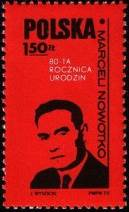 POLSKA
1,50 ZŁ
80-TA
ROCZNICA
URODZIN
MARCELI NOWOTKO